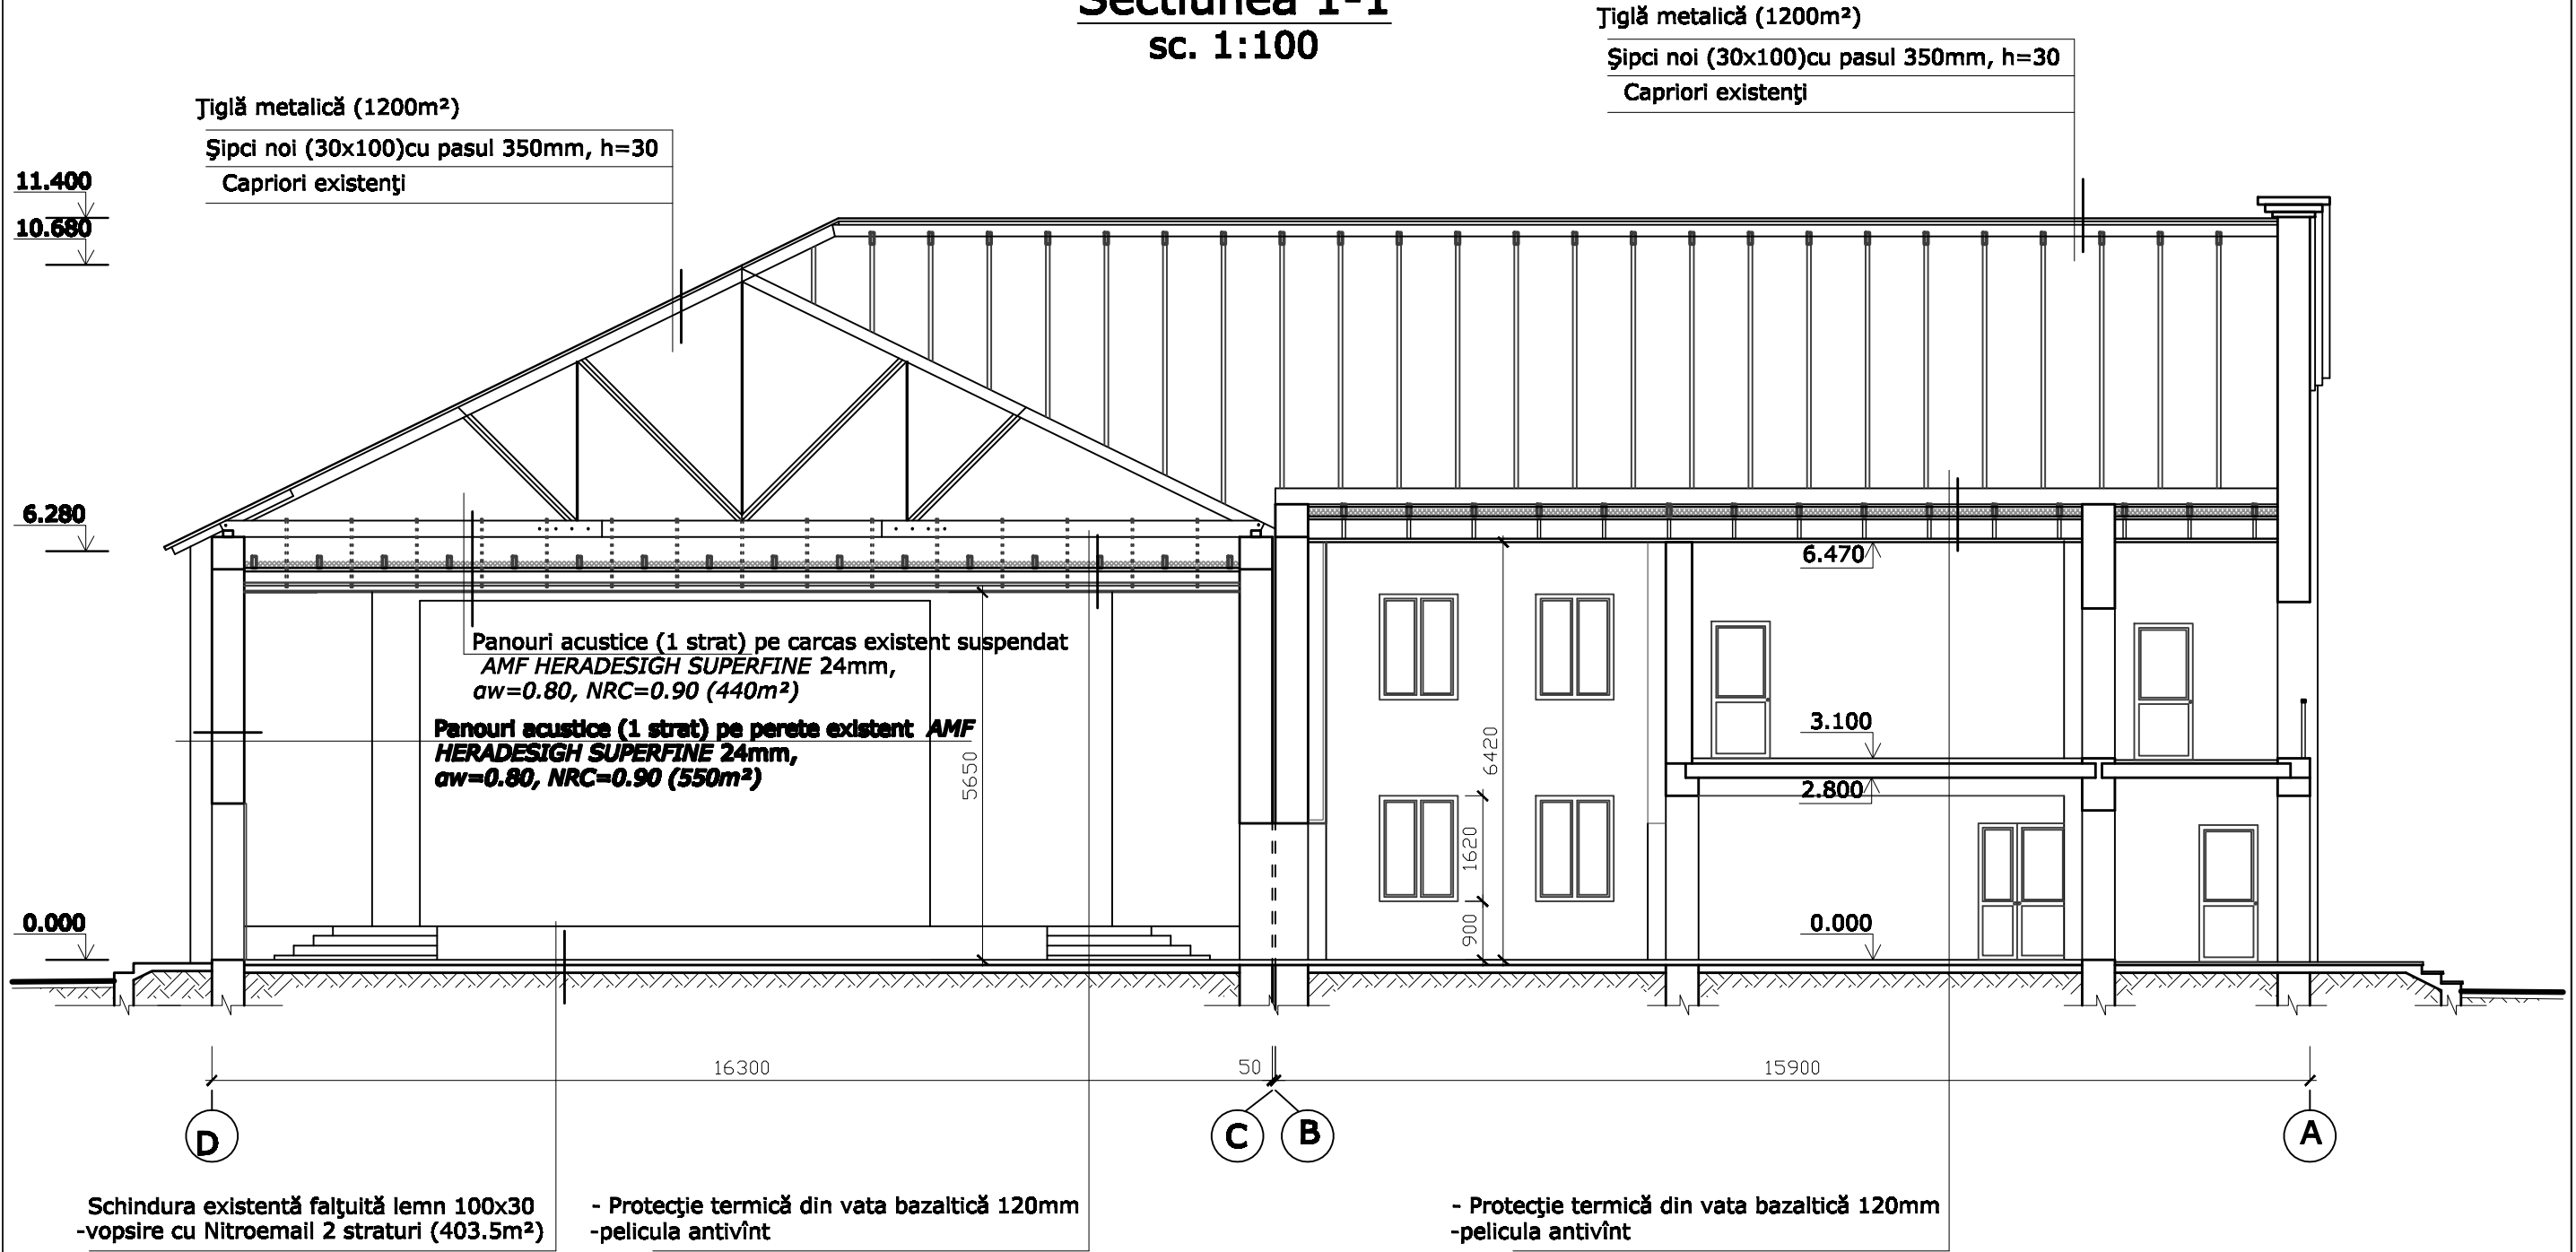 Sectiunea 1-1
sc. 1:100
Ţiglă metalică (1200m²)
Şipci noi (30x100)cu pasul 350mm, h=30
Capriori existenţi
Ţiglă metalică (1200m²)
Şipci noi (30x100)cu pasul 350mm, h=30
Capriori existenţi
11.400
10.680
6.280
0.000
Panouri acustice (1 strat) pe carcas existent suspendat
AMF HERADESIGH SUPERFINE 24mm,
αw=0.80, NRC=0.90 (440m²)
Panouri acustice (1 strat) pe perete existent AMF
HERADESIGH SUPERFINE 24mm,
αw=0.80, NRC=0.90 (550m²)
5650
6420
1620
900
6.470
3.100
2.800
0.000
16300
50
15900
D
C
B
A
Schindura existentă falţuită lemn 100x30
-vopsire cu Nitroemail 2 straturi (403.5m²)
- Protecţie termică din vata bazaltică 120mm
-pelicula antivînt
- Protecţie termică din vata bazaltică 120mm
-pelicula antivînt